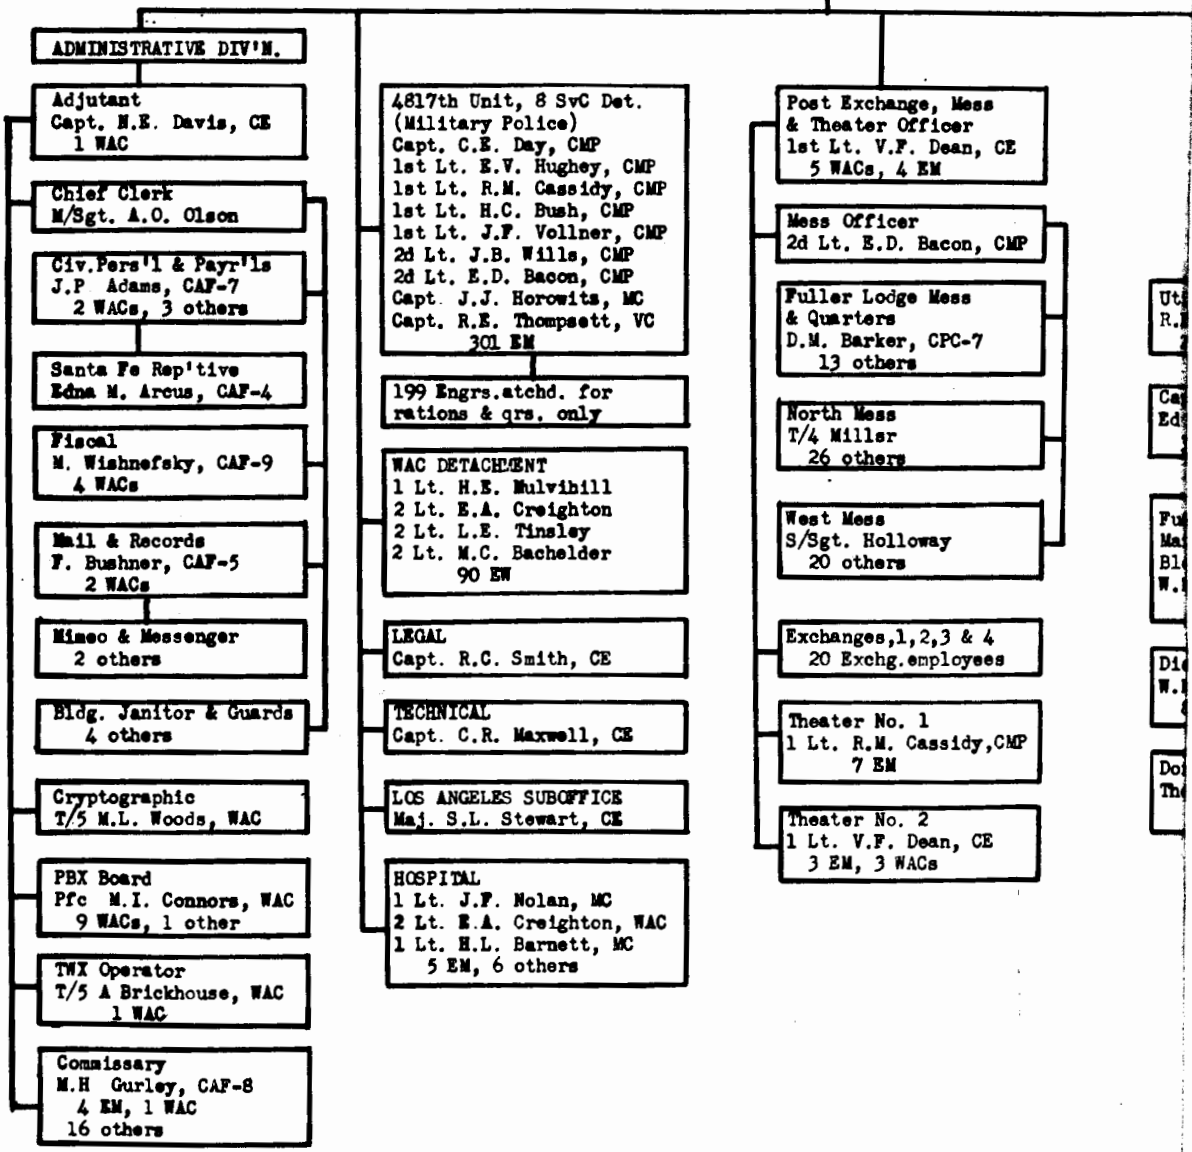 ADMINISTRATIVE DIV'N.
Adjutant
Capt. N.E. Davis, CE
1 WAC
Chief Clerk
M/Sgt. A.O. Olson
Civ.Pers'l & Payr'ls
J.P Adams, CAF-7
2 WACs, 3 others
Santa Fe Rep'tive
Edna M. Arcus, CAF-4
Fiscal
M. Wishnefsky, CAF-9
4 WACs
Mail & Records
F. Bushner, CAF-5
2 WACs
Mimeo & Messenger
2 others
Bldg. Janitor & Guards
4 others
Cryptographic
T/5 M.L. Woods, WAC
PBX Board
Pfc M.I. Connors, WAC
9 WACs, 1 other
TWX Operator
T/5 A Brickhouse, WAC
1 WAC
Commissary
M.H Gurley, CAF-8
4 EM, 1 WAC
16 others
4817th Unit, 8 SvC Det.
(Military Police)
Capt. C.E. Day, CMP
1st Lt. E.V. Hughey, CMP
1st Lt. R.M. Cassidy, CMP
1st Lt. H.C. Bush, CMP
1st Lt. J.F. Vollner, CMP
2d Lt. J.B. Wills, CMP
2d Lt. E.D. Bacon, CMP
Capt. J.J. Horowits, MC
Capt. R.E. Thompsett, VC
301 EM
199 Engrs.atchd. for
rations & qrs. only
WAC DETACHMENT
1 Lt. H.E. Mulvihill
2 Lt. E.A. Creighton
2 Lt. L.E. Tinsley
2 Lt. M.C. Bachelder
90 EW
LEGAL
Capt. R.C. Smith, CE
TECHNICAL
Capt. C.R. Maxwell, CE
LOS ANGELES SUBOFFICE
Maj. S.L. Stewart, CE
HOSPITAL
1 Lt. J.F. Nolan, MC
2 Lt. E.A. Creighton, WAC
1 Lt. H.L. Barnett, MC
5 EM, 6 others
Post Exchange, Mess
& Theater Officer
1st Lt. V.F. Dean, CE
5 WACs, 4 EM
Mess Officer
2d Lt. E.D. Bacon, CMP
Fuller Lodge Mess
& Quarters
D.M. Barker, CPC-7
13 others
North Mess
T/4 Miller
26 others
West Mess
S/Sgt. Holloway
20 others
Exchanges,1,2,3 & 4
20 Exchg.employees
Theater No. 1
1 Lt. R.M. Cassidy,CMP
7 EM
Theater No. 2
1 Lt. V.F. Dean, CE
3 EM, 3 WACs